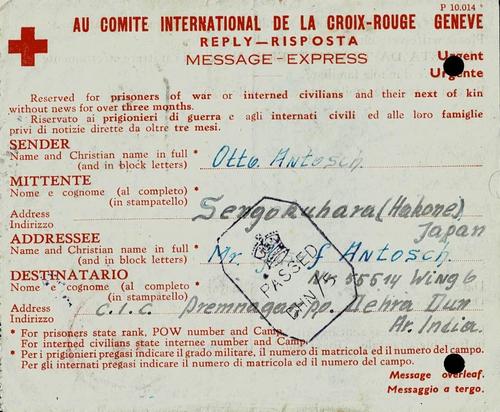 P 10.014
AU COMITE INTERNATIONAL DE LA CROIX-ROUGE GENEVE
REPLY—RISPOSTA
MESSAGE-EXPRESS
Urgent
Urgente
Reserved for prisoners of war or interned civilians and their next of kin
without news for over three months.
Riservato ai prigionieri di guerra e agli internati civili ed alle loro famiglie
privi di notizie dirette da oltre tre mesi.
SENDER
Name and Christian name in full *
(and in block letters)
Otto Antosch.
MITTENTE
Nome e cognome (al completo) *
(in stampatello)
Address
Indirizzo
Sengokuhara (Hakone)
Japan
ADDRESSEE
Name and Christian name in full *
(and in block letters)
Mr. Antosch.
DESTINATARIO
Nr 55514 Wing 6
Nome e cognome (al completo) *
(in stampatello)
Address
Indirizzo
C.I.C. Premnagar p.o. Dehra Dun
Br. India.
PASSED
DHN/5
* For prisoners state rank, POW number and Camp.
For interned civilians state internee number and Camp.
* Per i prigionieri pregasi indicare il grado militare, il numero di matricola ed il numero del campo.
Per gli internati pregasi indicare il numero di matricola ed il numero del campo.
Message overleaf.
Messaggio a tergo.